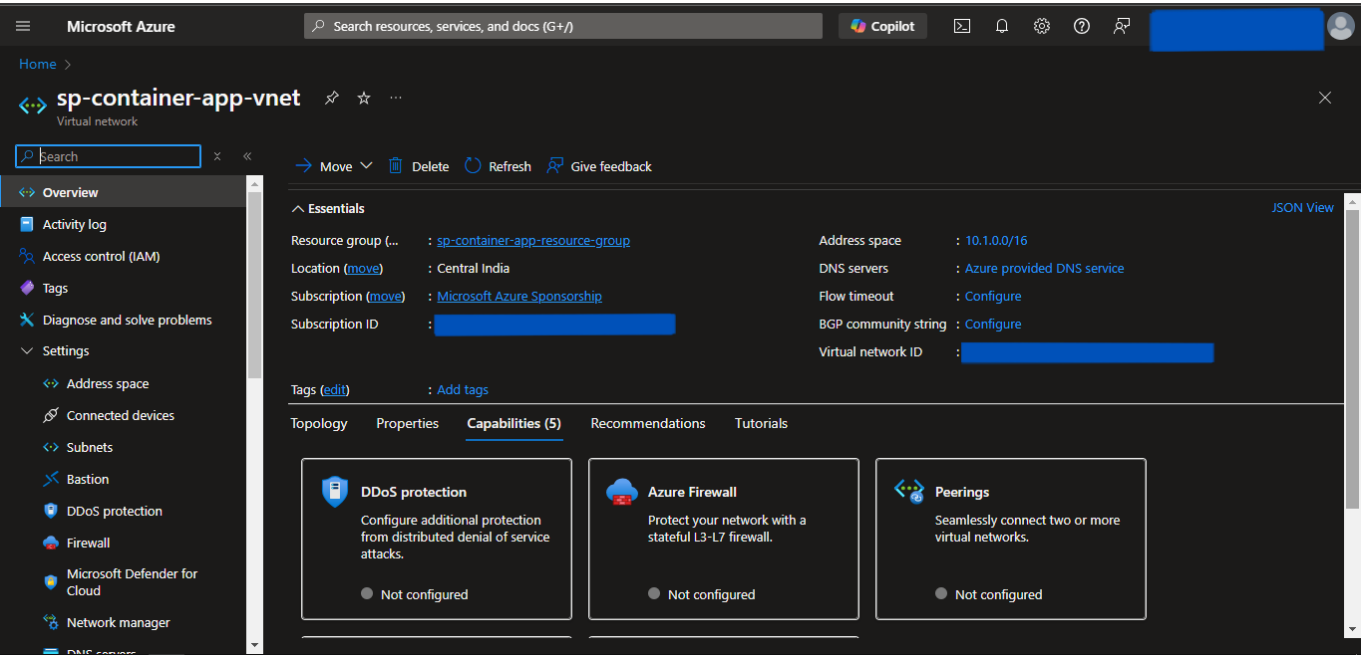 Microsoft Azure
Search resources, services, and docs (G+/)
Copilot
Home >
sp-container-app-vnet
Virtual network
Search
Move
Delete
Refresh
Give feedback
Overview
Activity log
Access control (IAM)
Tags
Diagnose and solve problems
Settings
Address space
Connected devices
Subnets
Bastion
DDoS protection
Firewall
Microsoft Defender for
Cloud
Network manager
DNS servers
Essentials
JSON View
Resource group (... : sp-container-app-resource-group
Location (move) : Central India
Subscription (move) : Microsoft Azure Sponsorship
Subscription ID :
Address space : 10.1.0.0/16
DNS servers : Azure provided DNS service
Flow timeout : Configure
BGP community string : Configure
Virtual network ID :
Tags (edit) : Add tags
Topology Properties Capabilities (5) Recommendations Tutorials
DDoS protection
Configure additional protection
from distributed denial of service
attacks.
Not configured
Azure Firewall
Protect your network with a
stateful L3-L7 firewall.
Not configured
Peerings
Seamlessly connect two or more
virtual networks.
Not configured